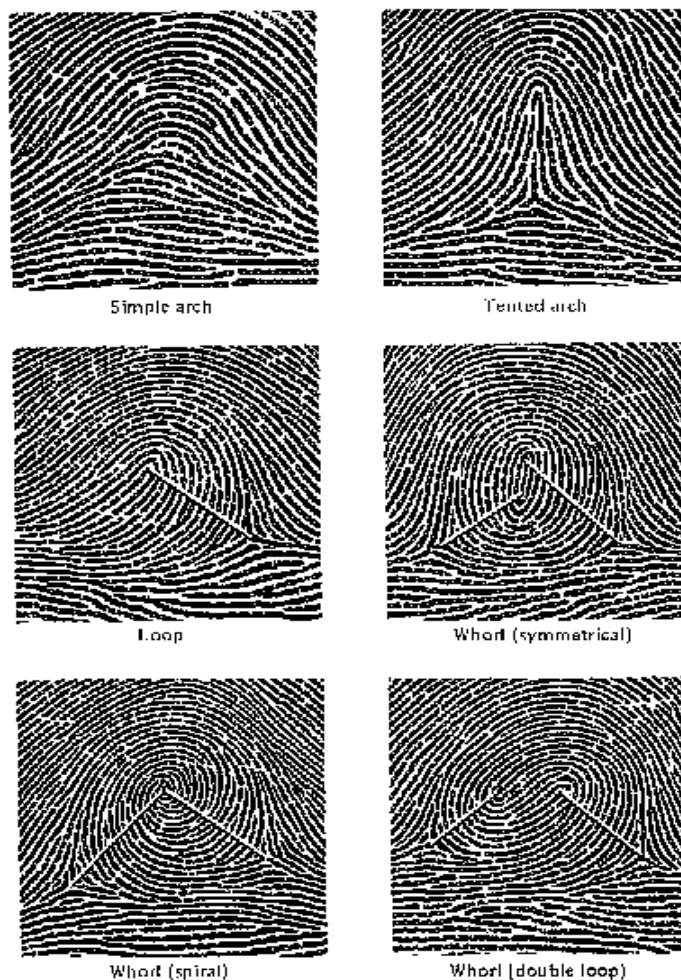 Simple arch
Tented arch
Loop
Whorl (symmetrical)
Whorl (spiral)
Whorl (double loop)